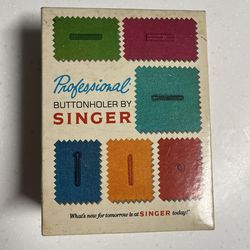 Professional
BUTTONHOLER BY
SINGER
What's new for tomorrow is at SINGER today!*